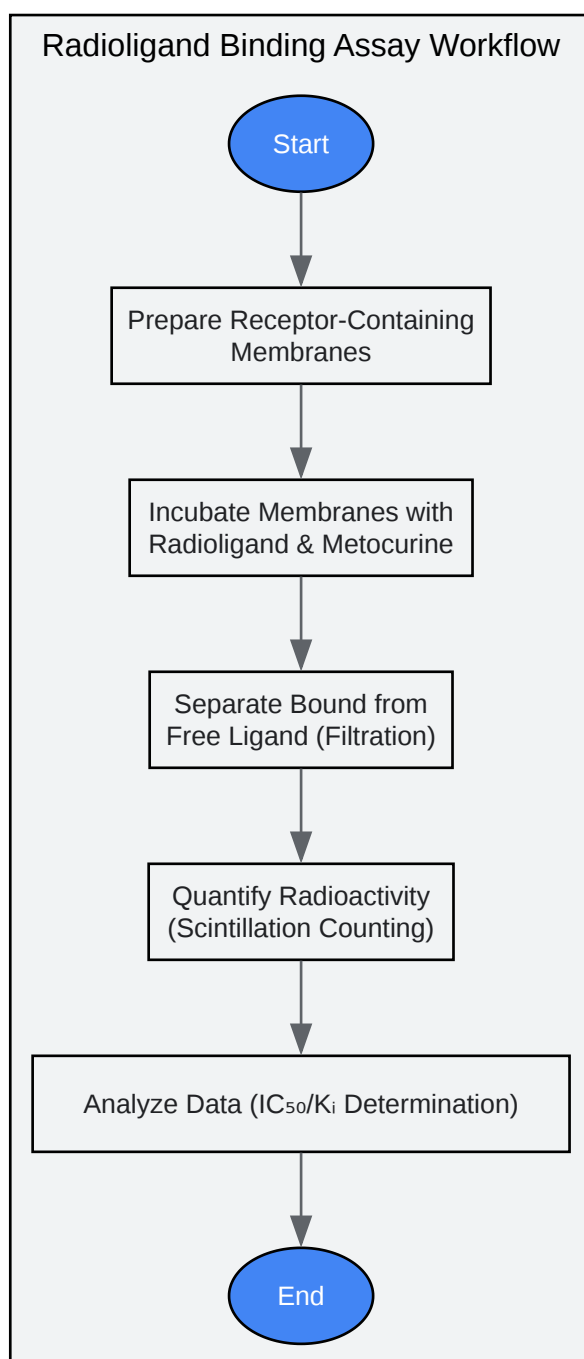 Radioligand Binding Assay Workflow
Start
Prepare Receptor-Containing
Membranes
Incubate Membranes with
Radioligand & Metocurine
Separate Bound from
Free Ligand (Filtration)
Quantify Radioactivity
(Scintillation Counting)
Analyze Data (IC₅₀/Kᵢ Determination)
End